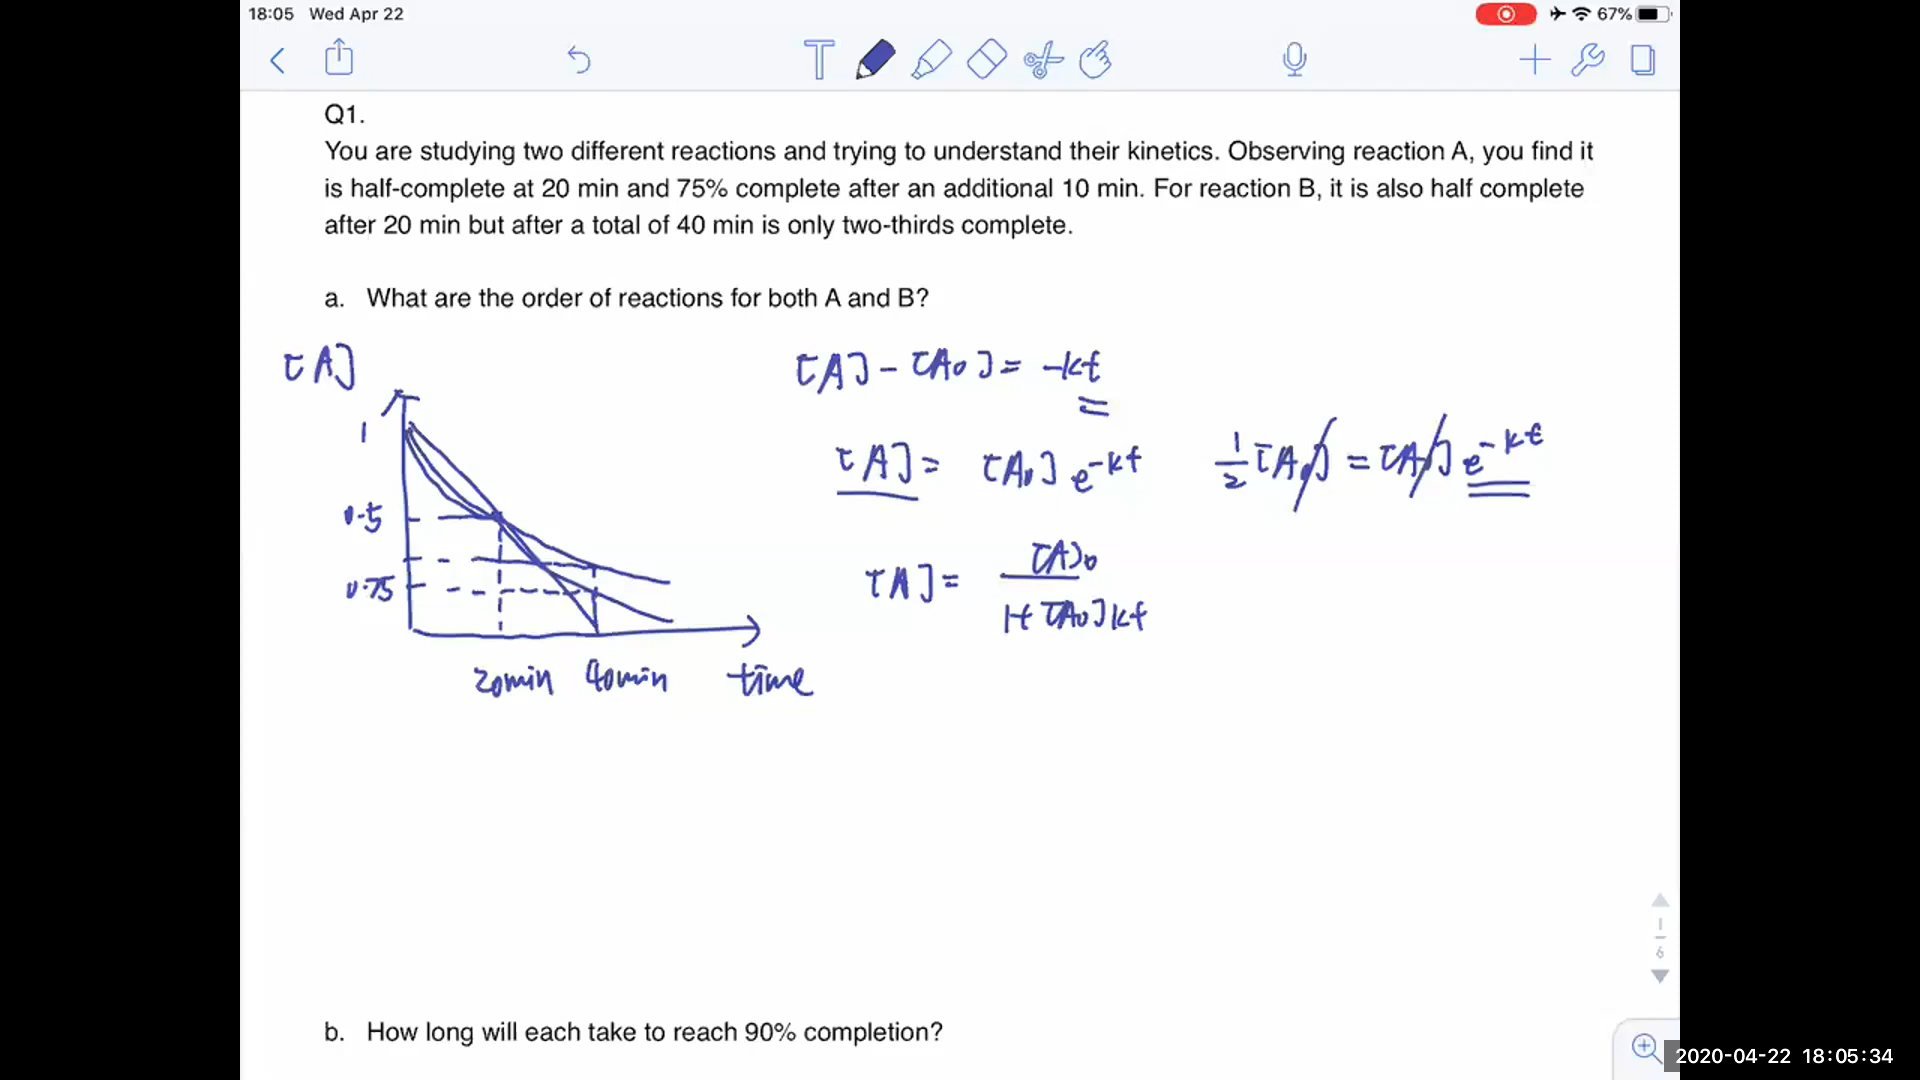 18:05 Wed Apr 22 67%
Q1.
You are studying two different reactions and trying to understand their kinetics. Observing reaction A, you find it
is half-complete at 20 min and 75% complete after an additional 10 min. For reaction B, it is also half complete
after 20 min but after a total of 40 min is only two-thirds complete.
a. What are the order of reactions for both A and B?
[A]
1
0.5
0.75
20min 40min time
[A] - [A0] = -kt
[A] = [A0] e^-kt
1/2 [A0] = [A0] e^-kt
[A] = [A]0 / 1+[A0]kt
1
6
b. How long will each take to reach 90% completion?
2020-04-22 18:05:34